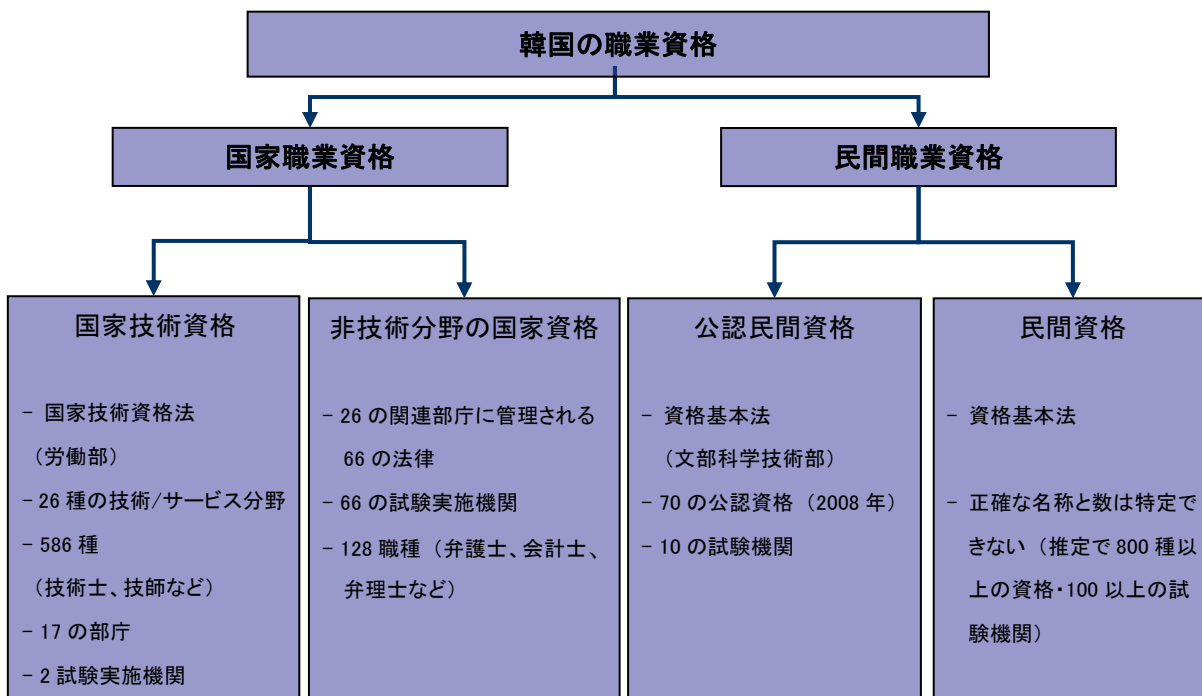 韓国の職業資格
国家職業資格
民間職業資格
国家技術資格
- 国家技術資格法
（労働部）
- 26 種の技術/サービス分野
- 586 種
（技術士、技師など）
- 17 の部庁
- 2 試験実施機関
非技術分野の国家資格
- 26 の関連部庁に管理される
66 の法律
- 66 の試験実施機関
- 128 職種（弁護士、会計士、
弁理士など）
公認民間資格
- 資格基本法
（文部科学技術部）
- 70 の公認資格（2008 年）
- 10 の試験機関
民間資格
- 資格基本法
- 正確な名称と数は特定で
きない（推定で 800 種以
上の資格・100 以上の試
験機関）